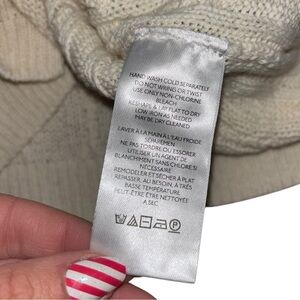 HAND WASH COLD SEPARATELY
DO NOT WRING OR TWIST
USE ONLY NON-CHLORINE
BLEACH
RESHAPE & LAY FLAT TO DRY
LOW IRON AS NEEDED
MAY BE DRY CLEANED
LAVER À LA MAIN À L'EAU FROIDE
SÉPARÉMEN
NE PAS TORDRE OU ESSORER
UTILISER UN AGENT DE
BLANCHIMENT SANS CHLORE SI
NÉCESSAIRE
REMODELER ET SÉCHER À PLAT
REPASSER, AU BESOIN, À TRÈS
BASSE TEMPÉRATURE
PEUT-ÊTRE ÊTRE NETTOYÉE
A SEC